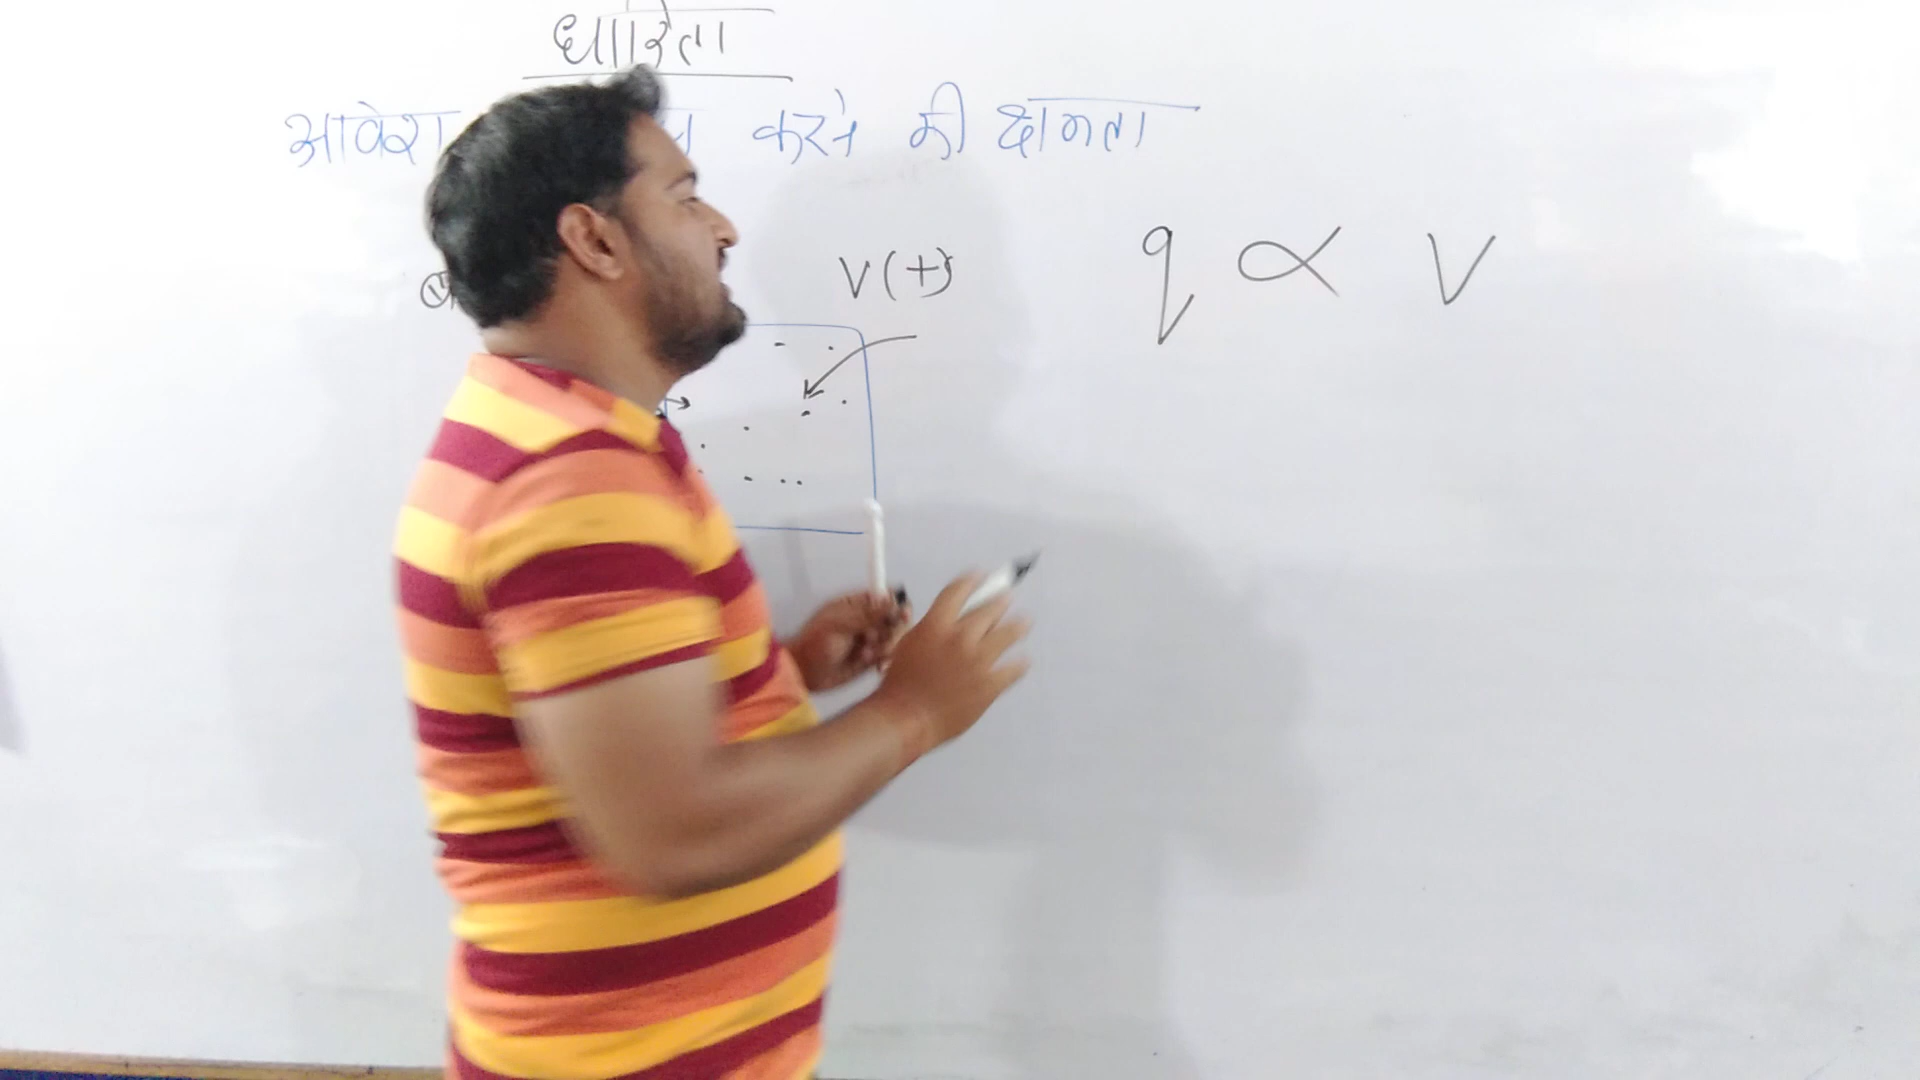 धारिता
आवेश करने की क्षमता
V(+)
q ∝ V